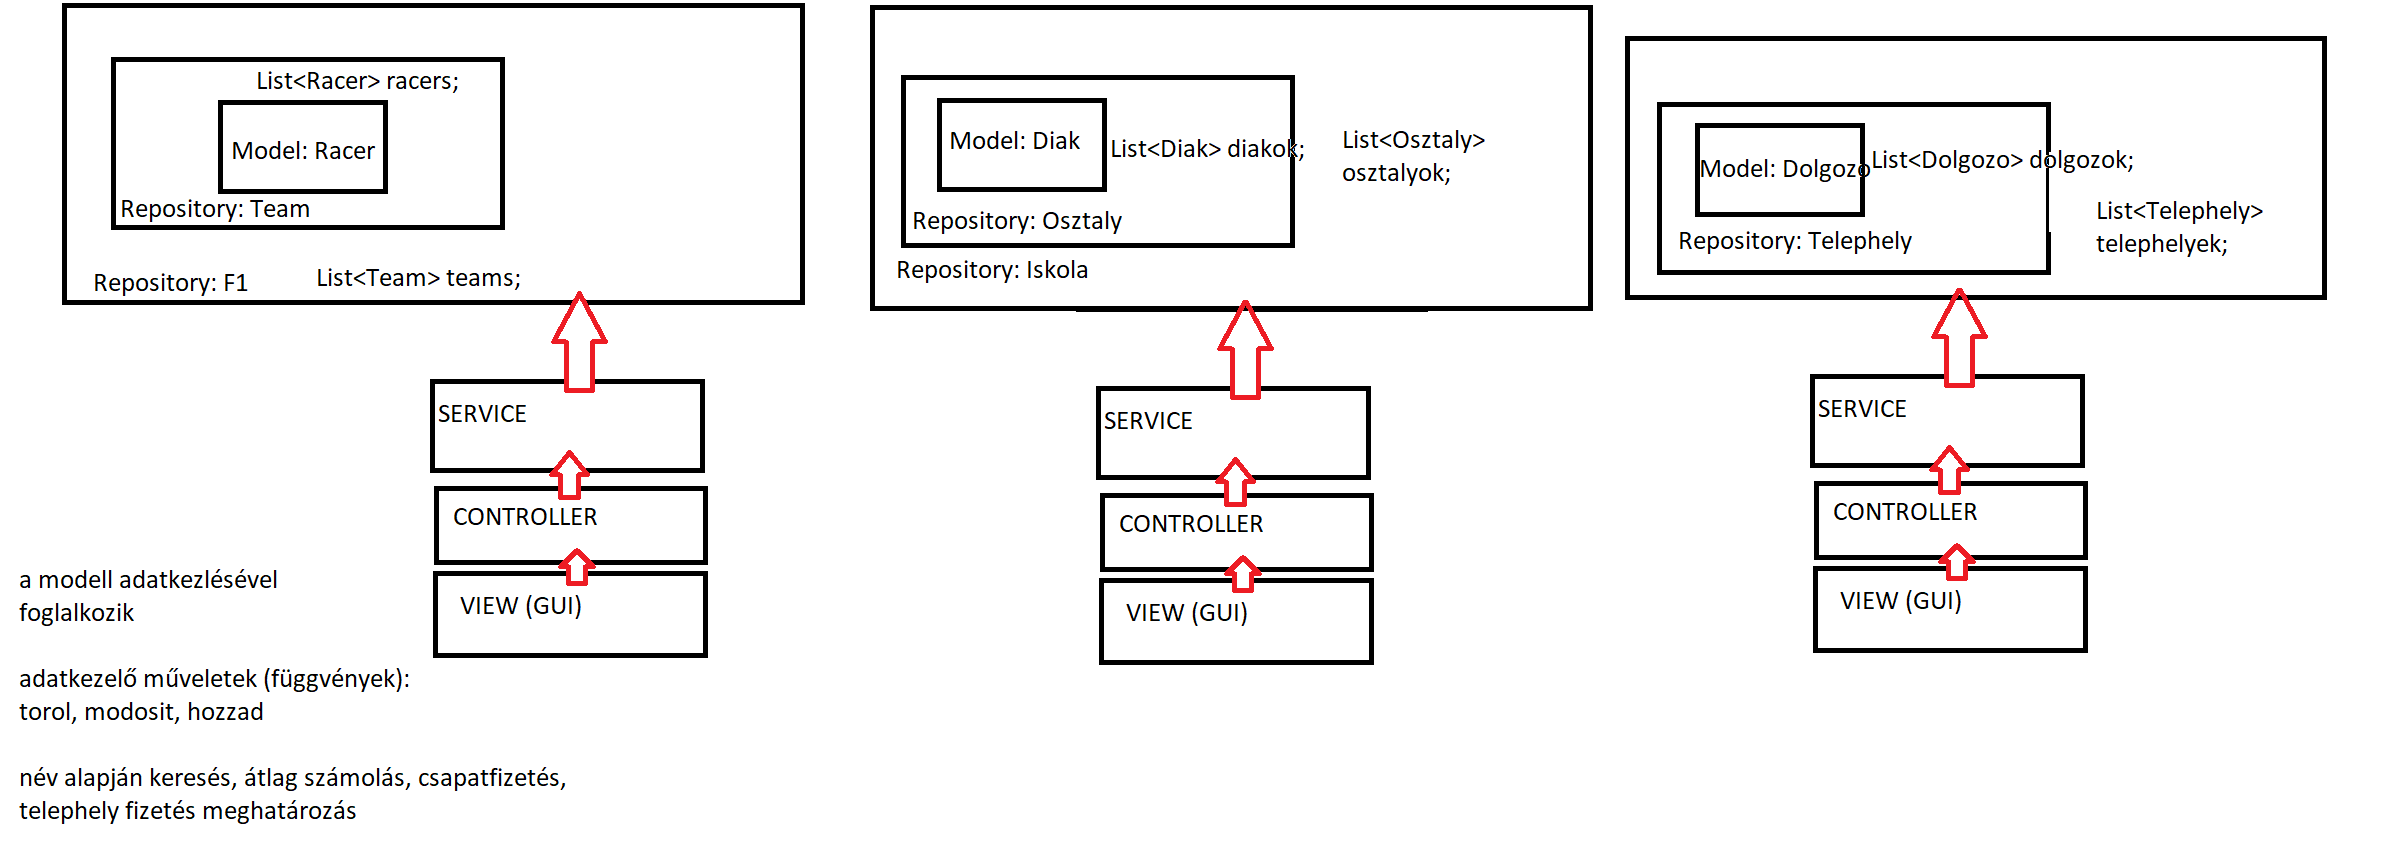 List<Racer> racers;
Model: Racer
Repository: Team
Repository: F1
List<Team> teams;
SERVICE
CONTROLLER
VIEW (GUI)
Model: Diak
List<Diak> diakok;
List<Osztaly>
osztalyok;
Repository: Osztaly
Repository: Iskola
SERVICE
CONTROLLER
VIEW (GUI)
Model: Dolgozo
List<Dolgozo> dolgozok;
List<Telephely>
telephelyek;
Repository: Telephely
SERVICE
CONTROLLER
VIEW (GUI)
a modell adatkezlésével
foglalkozik
adatkezelő műveletek (függvények):
torol, modosit, hozzad
név alapján keresés, átlag számolás, csapatfizetés,
telephely fizetés meghatározás